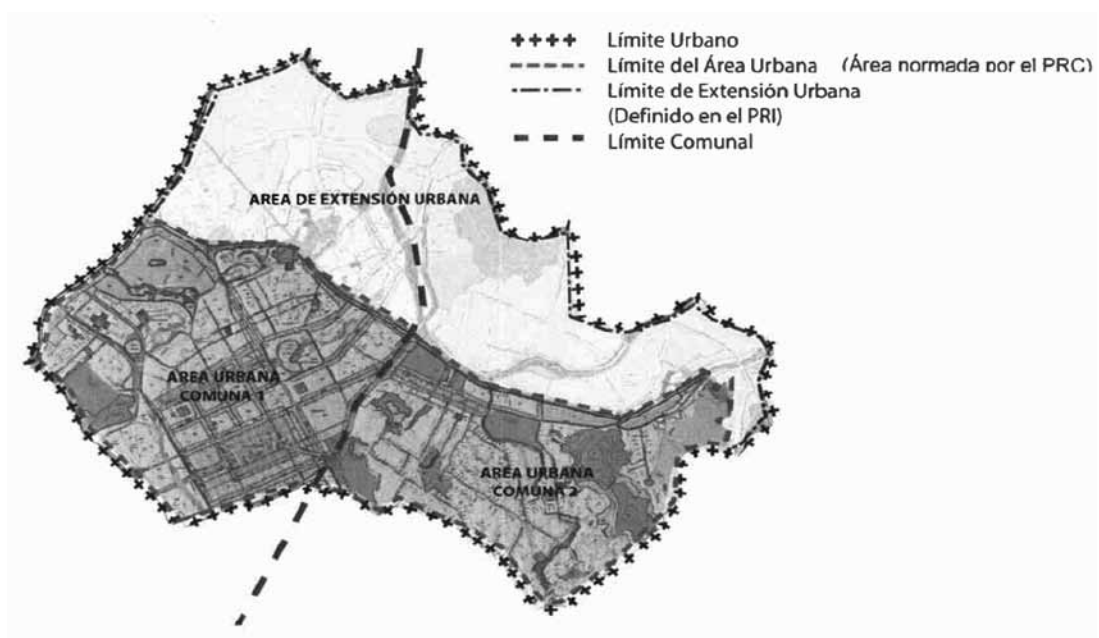 Límite Urbano
Límite del Área Urbana (Área normada por el PRC)
Límite de Extensión Urbana
(Definido en el PRI)
Límite Comunal
AREA DE EXTENSIÓN URBANA
AREA URBANA
COMUNA 1
AREA URBANA
COMUNA 2